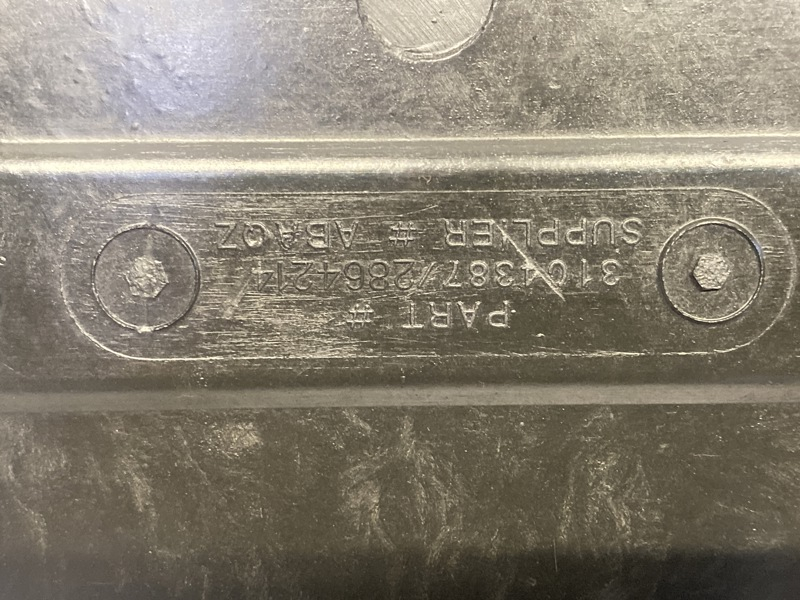 PART #
3104387/2864214
SUPPLIER # ABAQZ